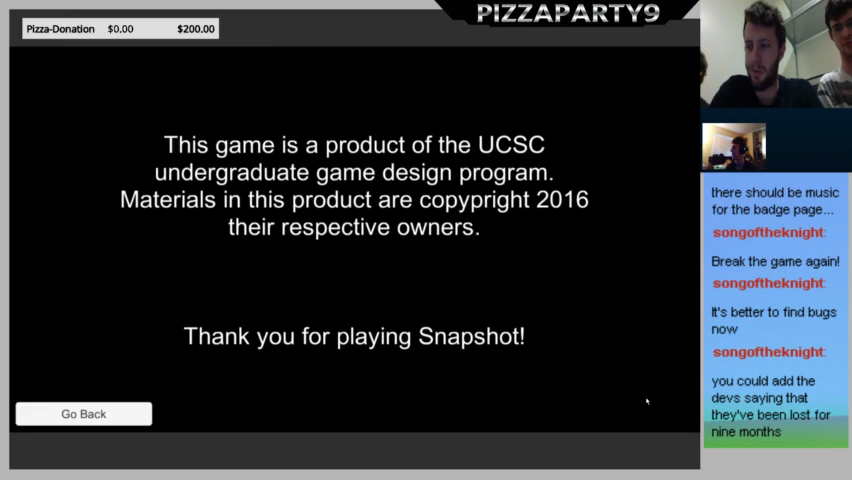 PIZZAPARTY9
Pizza-Donation $0.00 $200.00
This game is a product of the UCSC
undergraduate game design program.
Materials in this product are copypright 2016
their respective owners.
Thank you for playing Snapshot!
Go Back
there should be music
for the badge page...
songoftheknight:
Break the game again!
songoftheknight:
It's better to find bugs
now
songoftheknight:
you could add the
devs saying that
they've been lost for
nine months